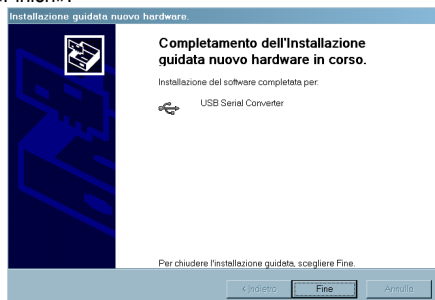 Installazione guidata nuovo hardware.
Completamento dell'Installazione
guidata nuovo hardware in corso.
Installazione del software completata per:
USB Serial Converter
Per chiudere l'installazione guidata, scegliere Fine.
< Indietro Fine Annulla